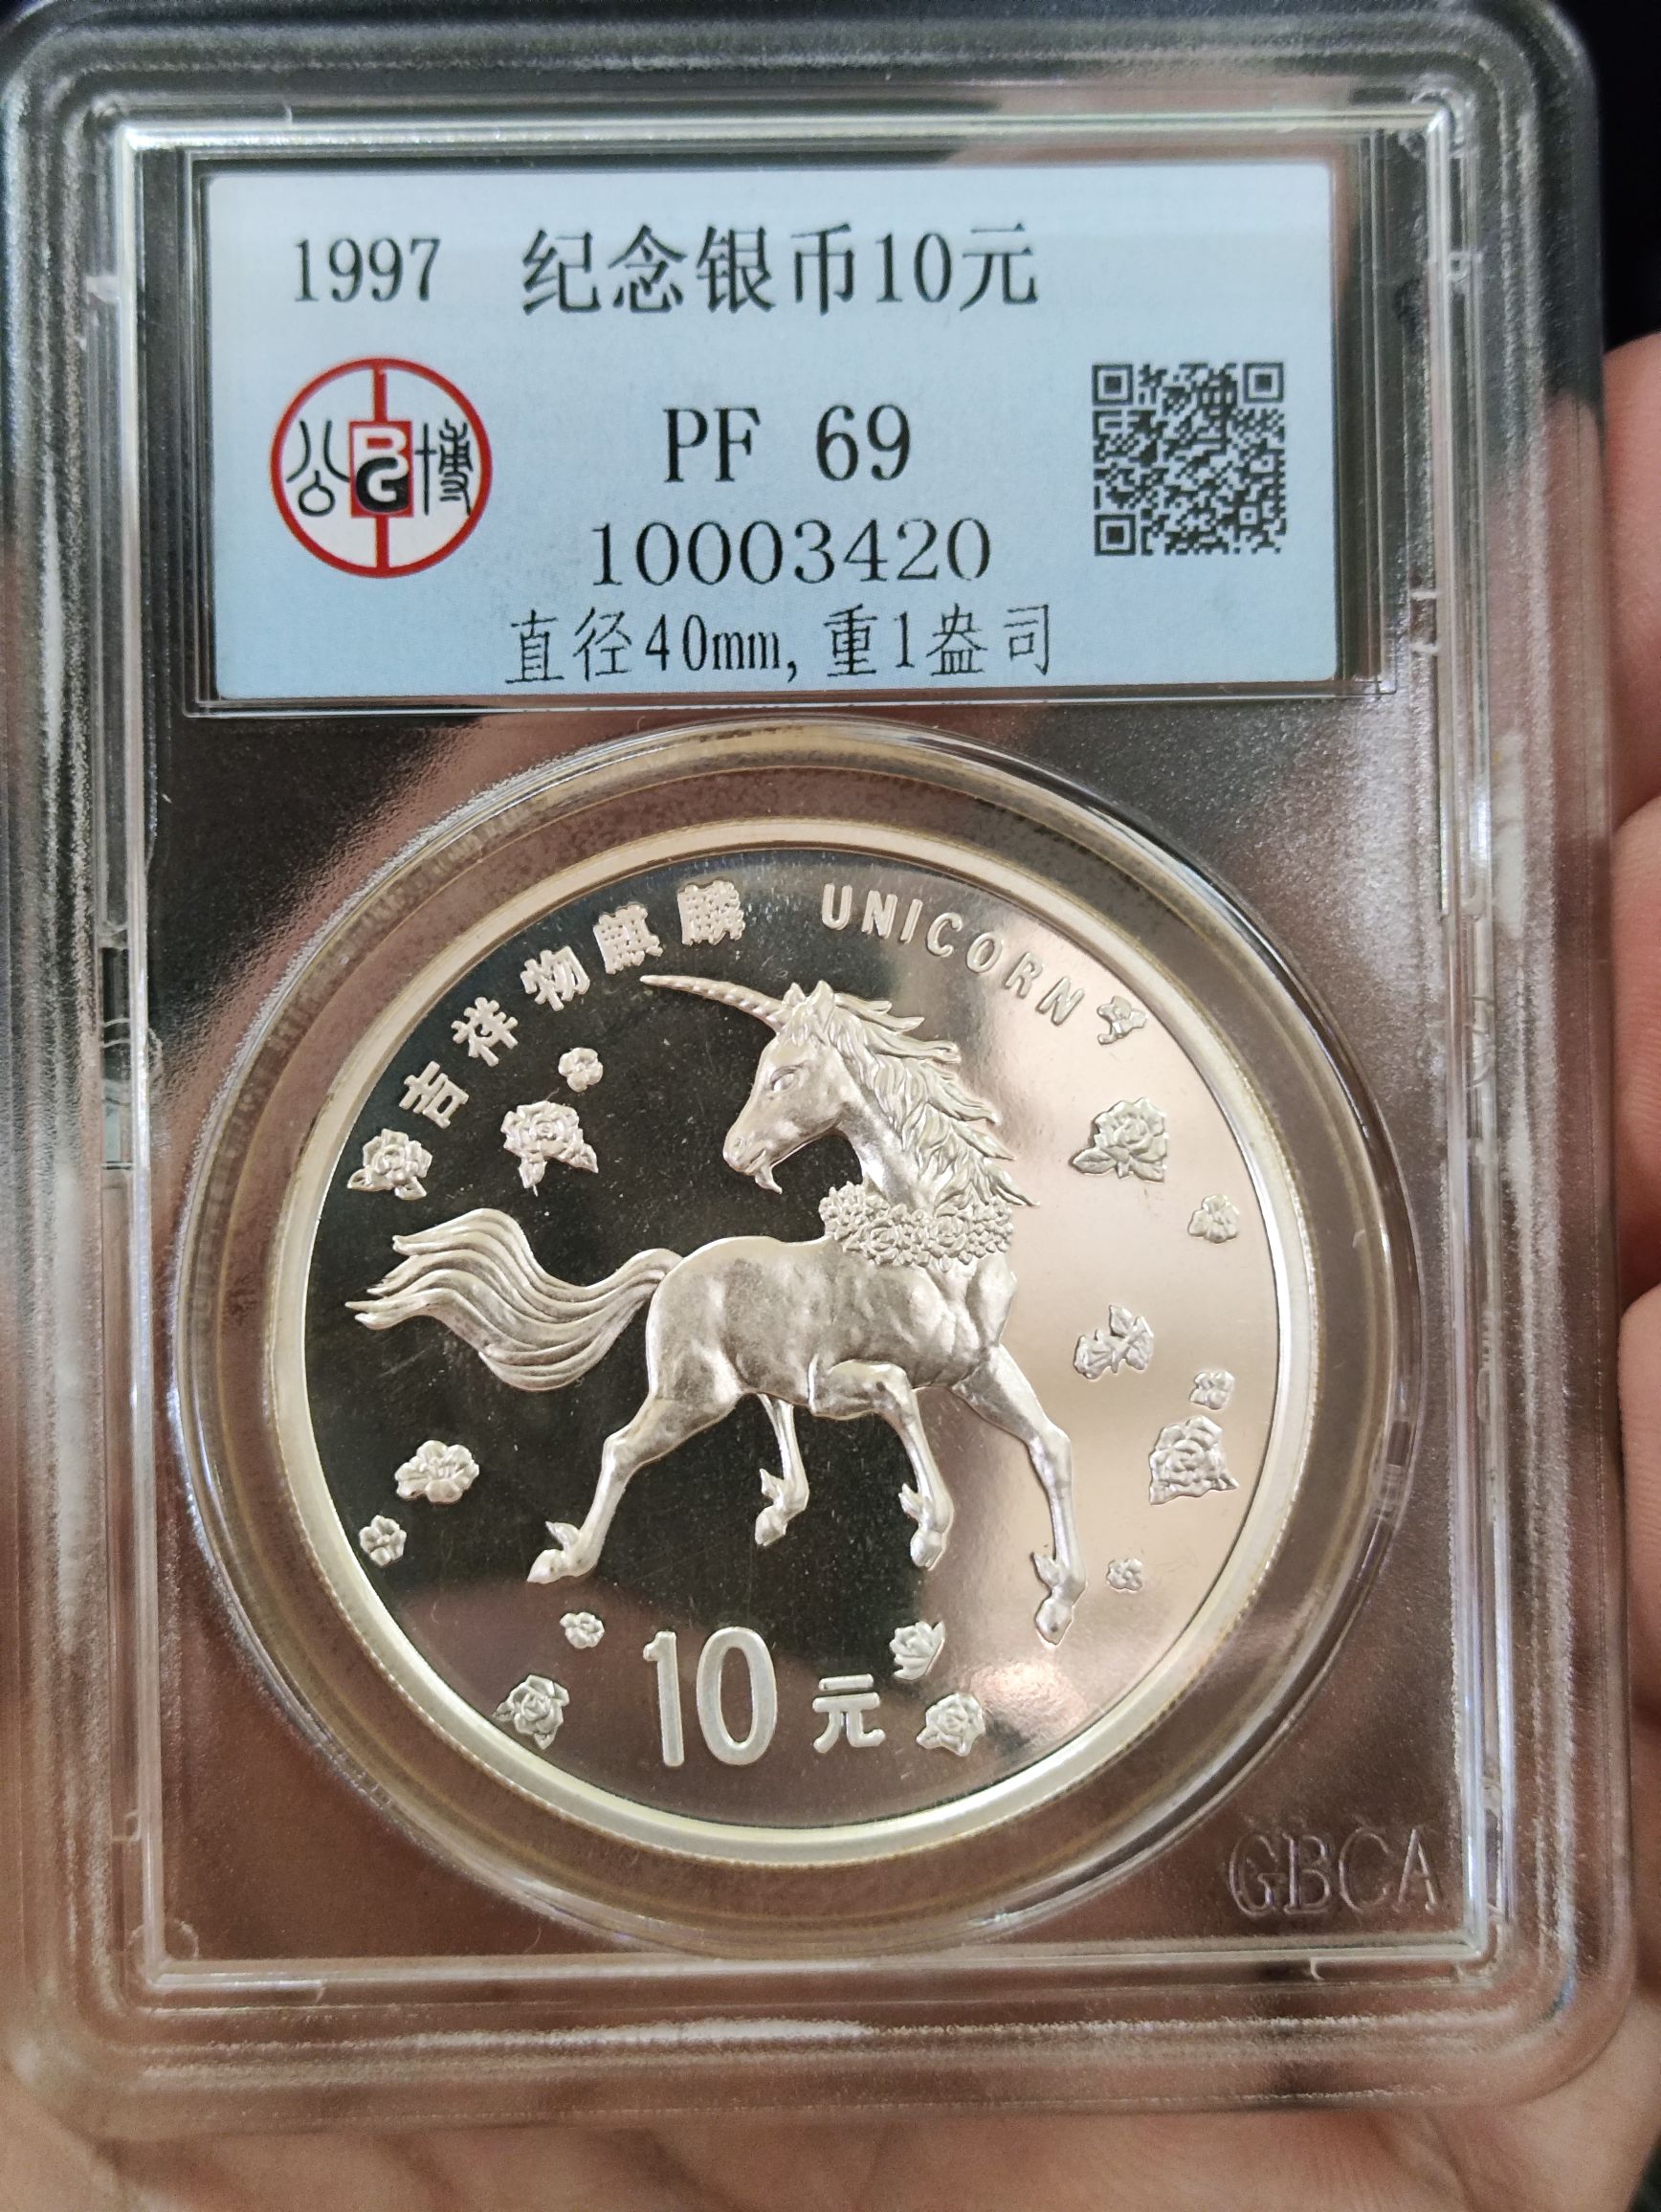 1997 纪念银币10元
公 BG 博
PF 69
10003420
直径40mm,重1盎司
吉祥物麒麟 UNICORN
10元
GBCA